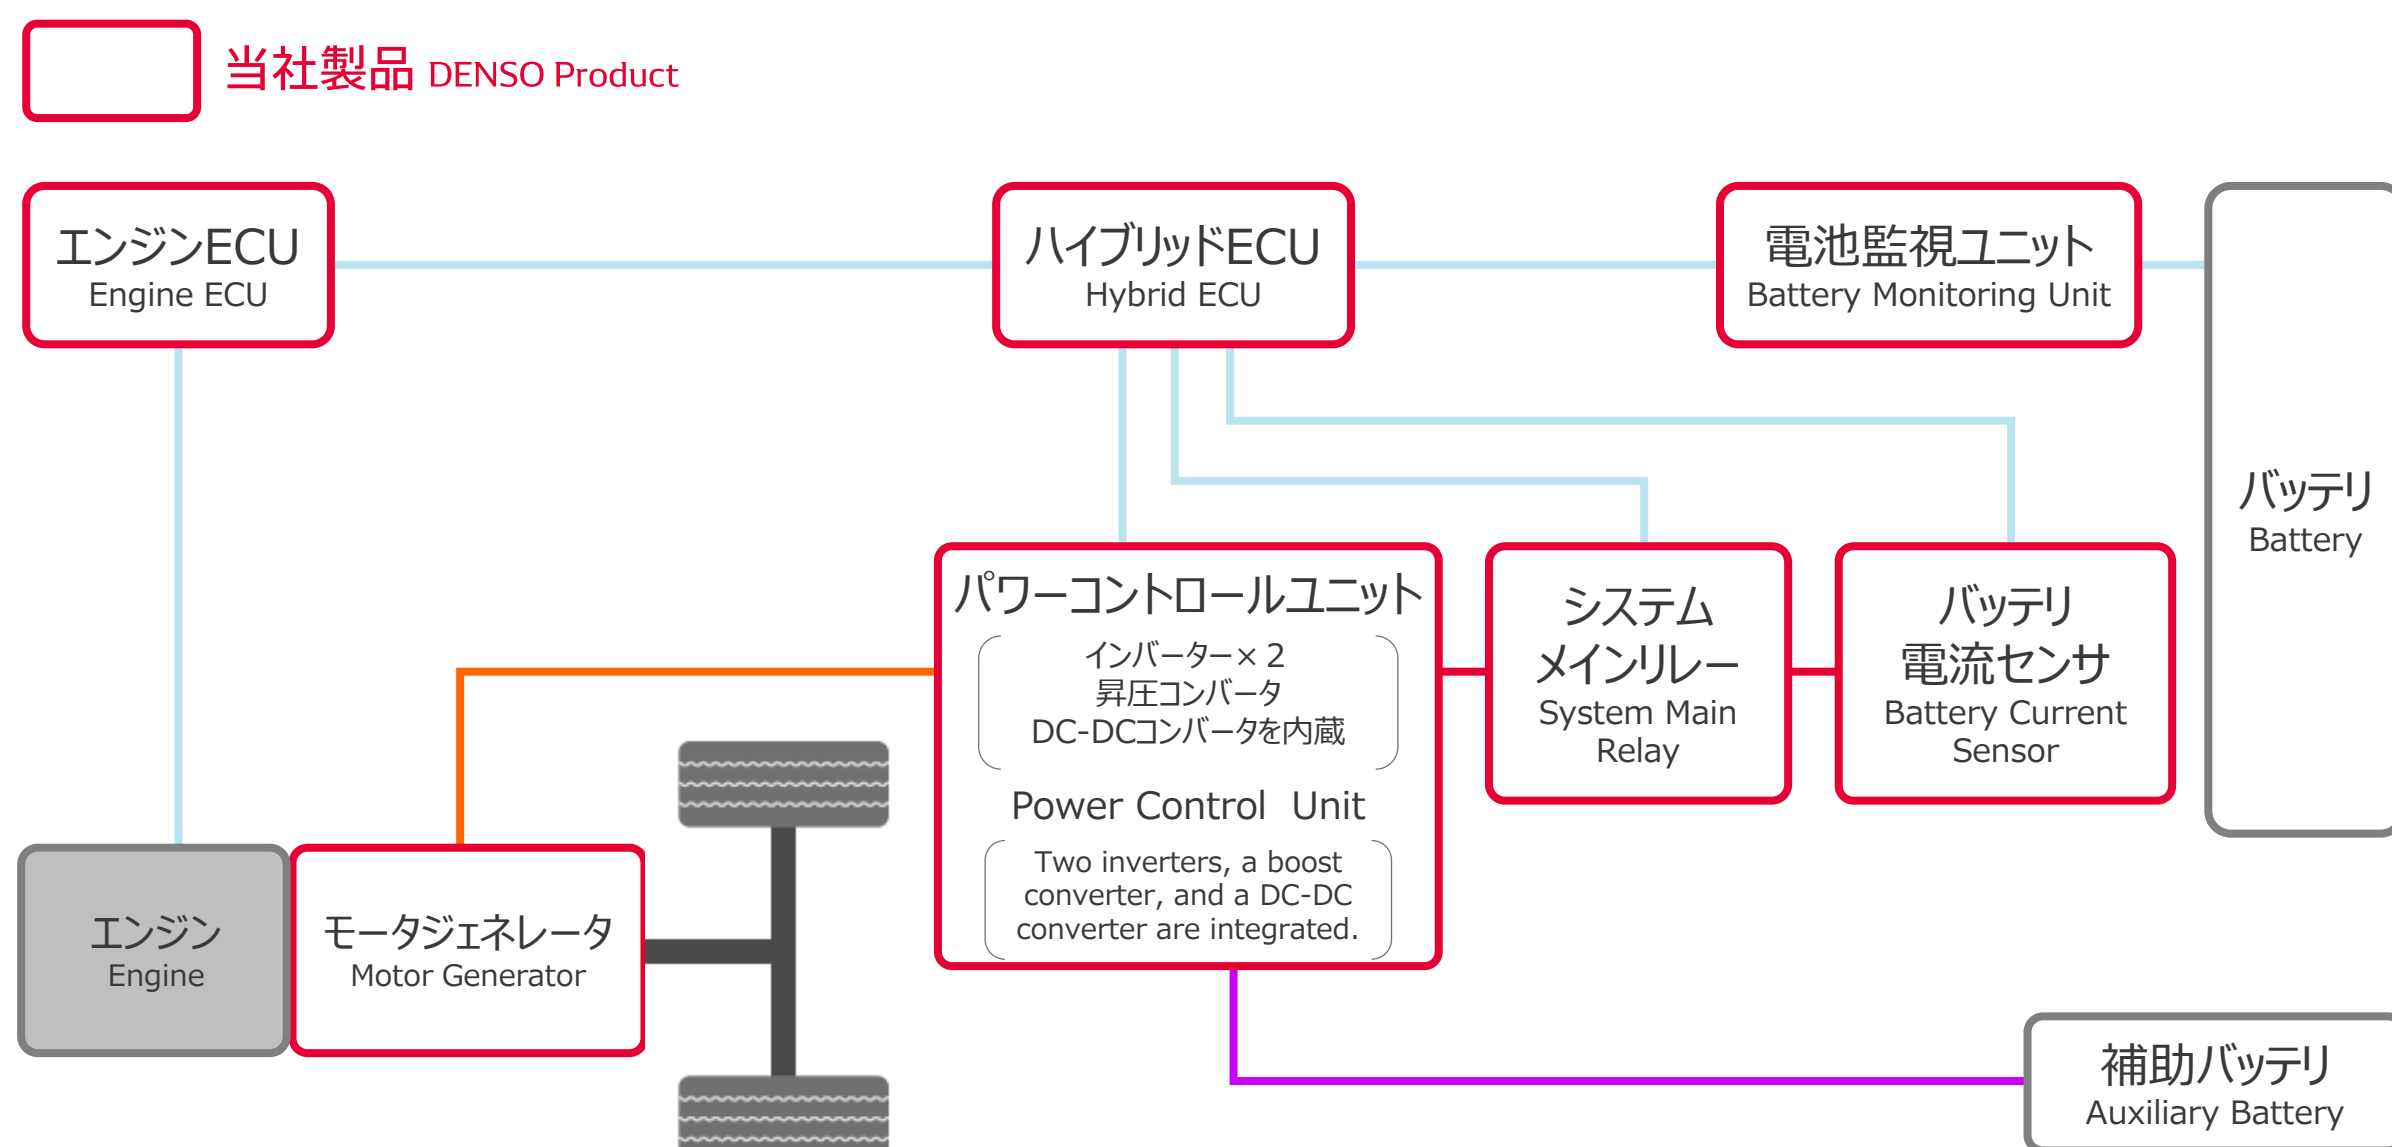 当社製品 DENSO Product
エンジンECU
Engine ECU
ハイブリッドECU
Hybrid ECU
電池監視ユニット
Battery Monitoring Unit
バッテリ
Battery
パワーコントロールユニット
インバーター×2
昇圧コンバータ
DC-DCコンバータを内蔵
Power Control Unit
Two inverters, a boost
converter, and a DC-DC
converter are integrated.
システム
メインリレー
System Main
Relay
バッテリ
電流センサ
Battery Current
Sensor
エンジン
Engine
モータジェネレータ
Motor Generator
補助バッテリ
Auxiliary Battery